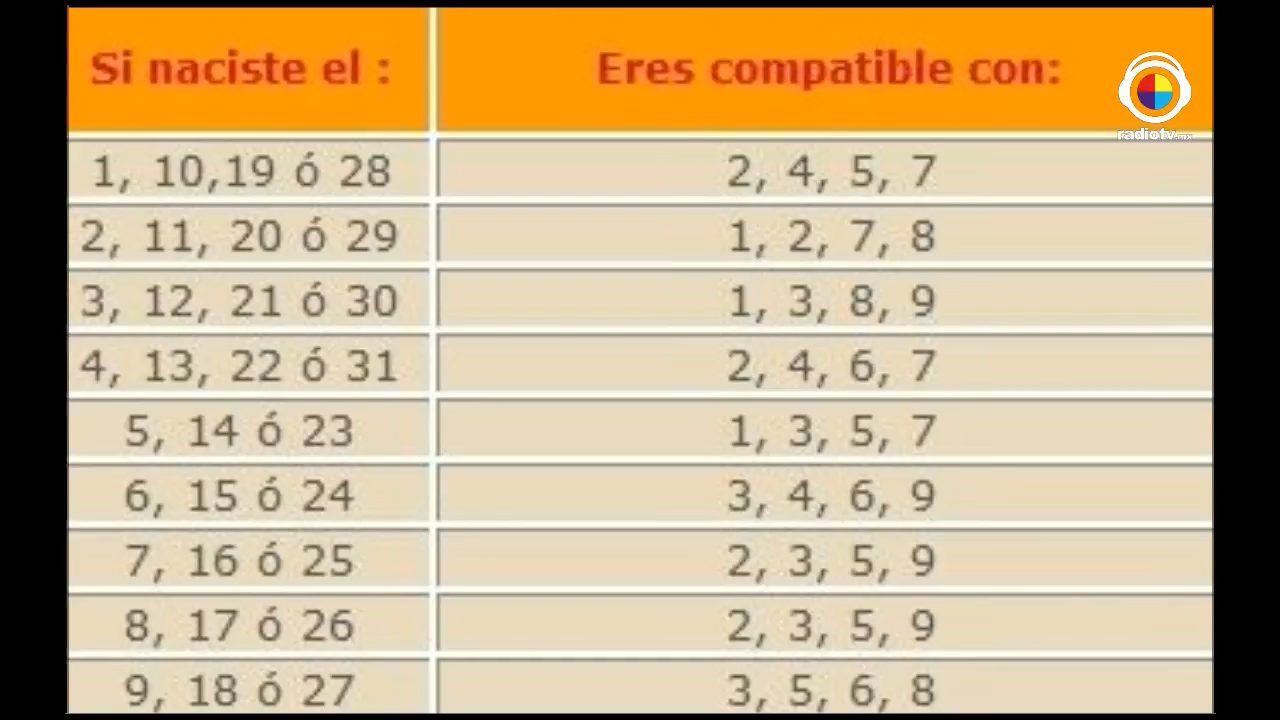 Si naciste el : Eres compatible con:
radiotv.mx
1, 10,19 ó 28 2, 4, 5, 7
2, 11, 20 ó 29 1, 2, 7, 8
3, 12, 21 ó 30 1, 3, 8, 9
4, 13, 22 ó 31 2, 4, 6, 7
5, 14 ó 23 1, 3, 5, 7
6, 15 ó 24 3, 4, 6, 9
7, 16 ó 25 2, 3, 5, 9
8, 17 ó 26 2, 3, 5, 9
9, 18 ó 27 3, 5, 6, 8